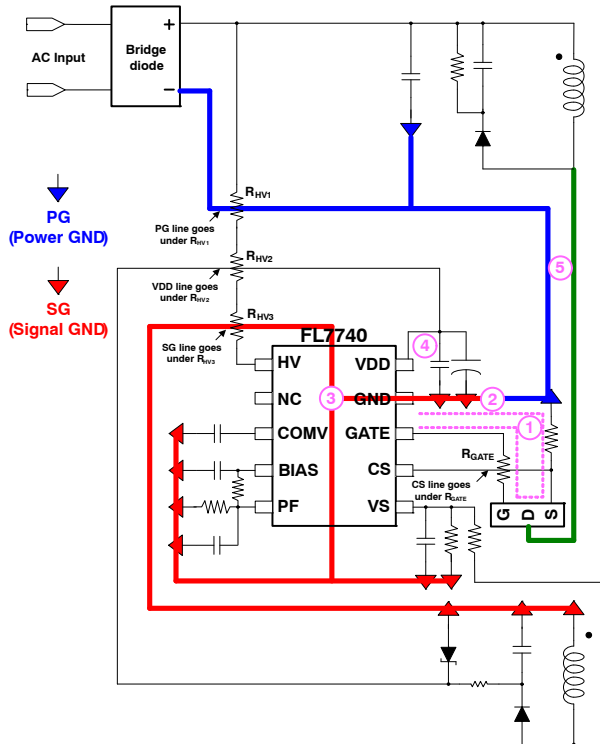 AC Input
Bridge
diode
+
−
PG
(Power GND)
SG
(Signal GND)
RHV1
PG line goes
under RHV1
RHV2
VDD line goes
under RHV2
RHV3
SG line goes
under RHV3
FL7740
HV
NC
COMV
BIAS
PF
VDD
GND
GATE
CS
VS
1
2
3
4
5
RGATE
CS line goes
under RGATE
G
D
S